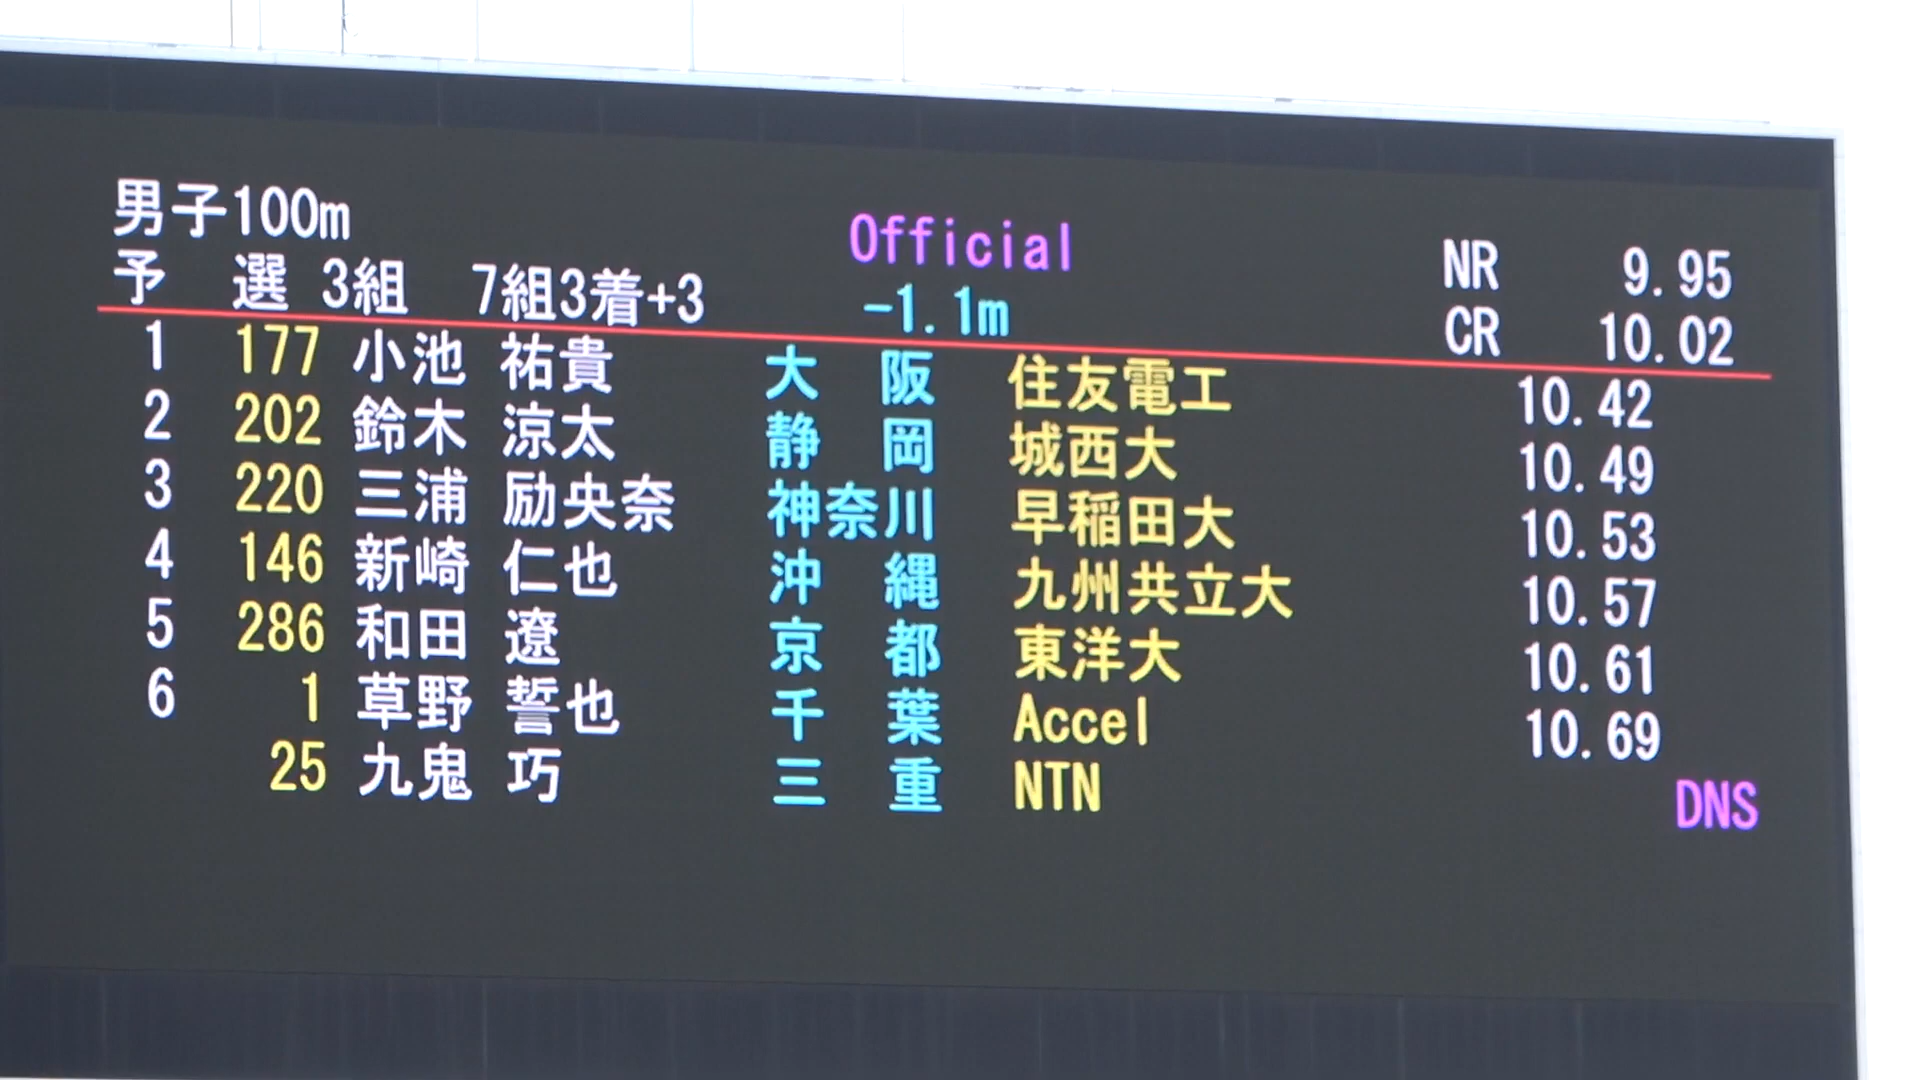 男子100m Official NR 9.95
予 選 3組 7組3着+3 -1.1m CR 10.02
1 177 小池 祐貴 大 阪 住友電工 10.42
2 202 鈴木 涼太 静 岡 城西大 10.49
3 220 三浦 励央奈 神奈川 早稲田大 10.53
4 146 新崎 仁也 沖 縄 九州共立大 10.57
5 286 和田 遼 京 都 東洋大 10.61
6 1 草野 誓也 千 葉 Accel 10.69
25 九鬼 巧 三 重 NTN DNS